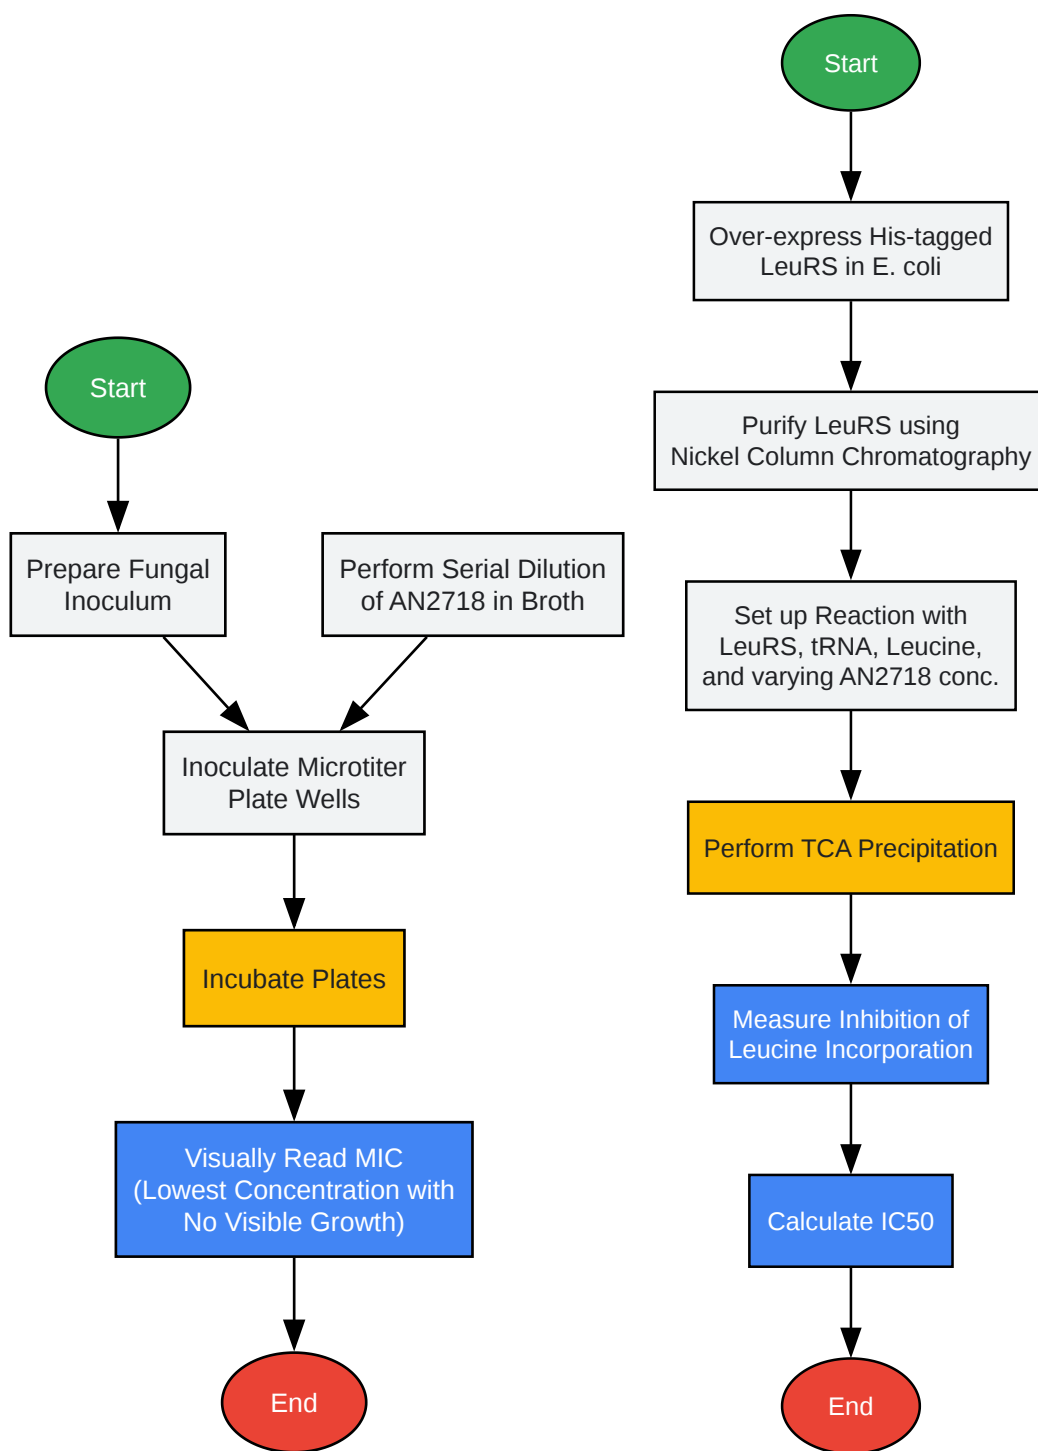 Start
Prepare Fungal
Inoculum
Perform Serial Dilution
of AN2718 in Broth
Inoculate Microtiter
Plate Wells
Incubate Plates
Visually Read MIC
(Lowest Concentration with
No Visible Growth)
End
Start
Over-express His-tagged
LeuRS in E. coli
Purify LeuRS using
Nickel Column Chromatography
Set up Reaction with
LeuRS, tRNA, Leucine,
and varying AN2718 conc.
Perform TCA Precipitation
Measure Inhibition of
Leucine Incorporation
Calculate IC50
End